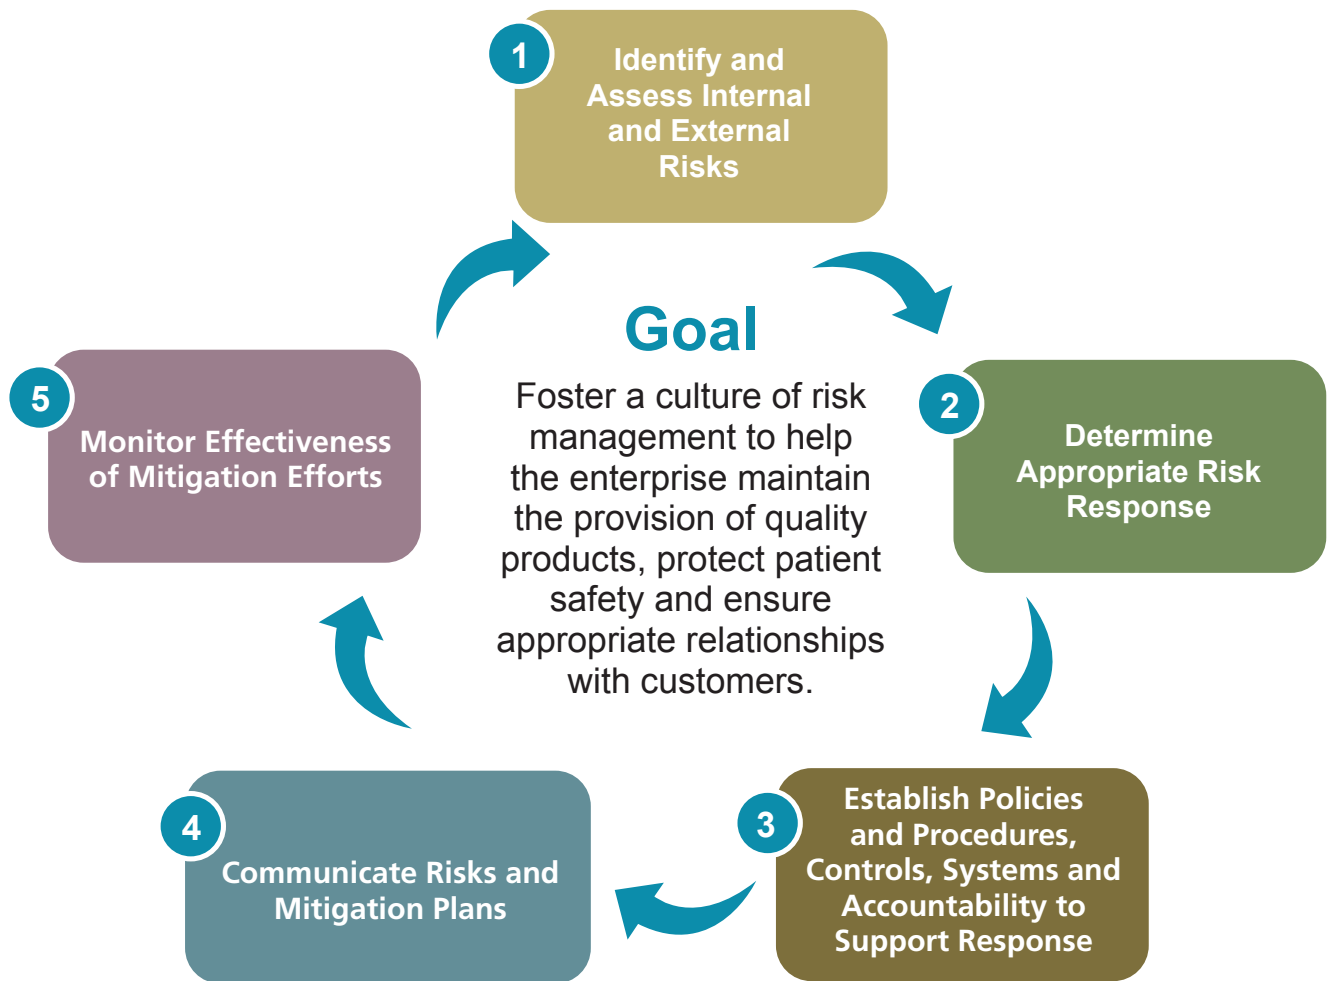 1
Identify and
Assess Internal
and External
Risks
Goal
Foster a culture of risk
management to help
the enterprise maintain
the provision of quality
products, protect patient
safety and ensure
appropriate relationships
with customers.
2
Determine
Appropriate Risk
Response
3
Establish Policies
and Procedures,
Controls, Systems and
Accountability to
Support Response
4
Communicate Risks and
Mitigation Plans
5
Monitor Effectiveness
of Mitigation Efforts